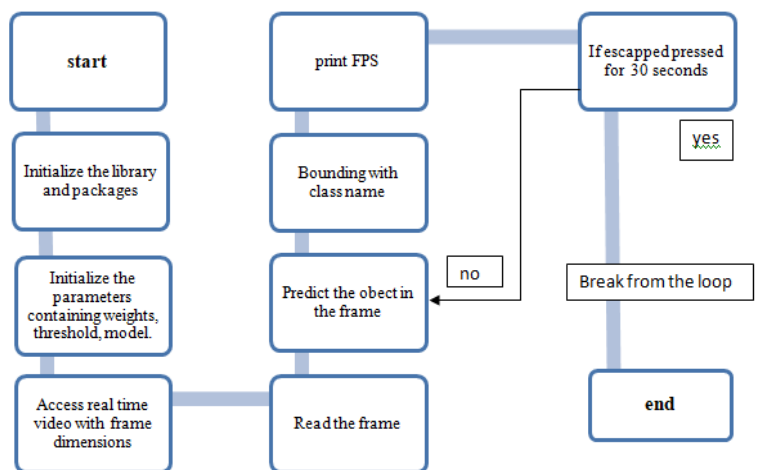 start
Initialize the library
and packages
Initialize the
parameters
containing weights,
threshold, model.
Access real time
video with frame
dimensions
Read the frame
Predict the obect in
the frame
Bounding with
class name
print FPS
If escapped pressed
for 30 seconds
no
yes
Break from the loop
end